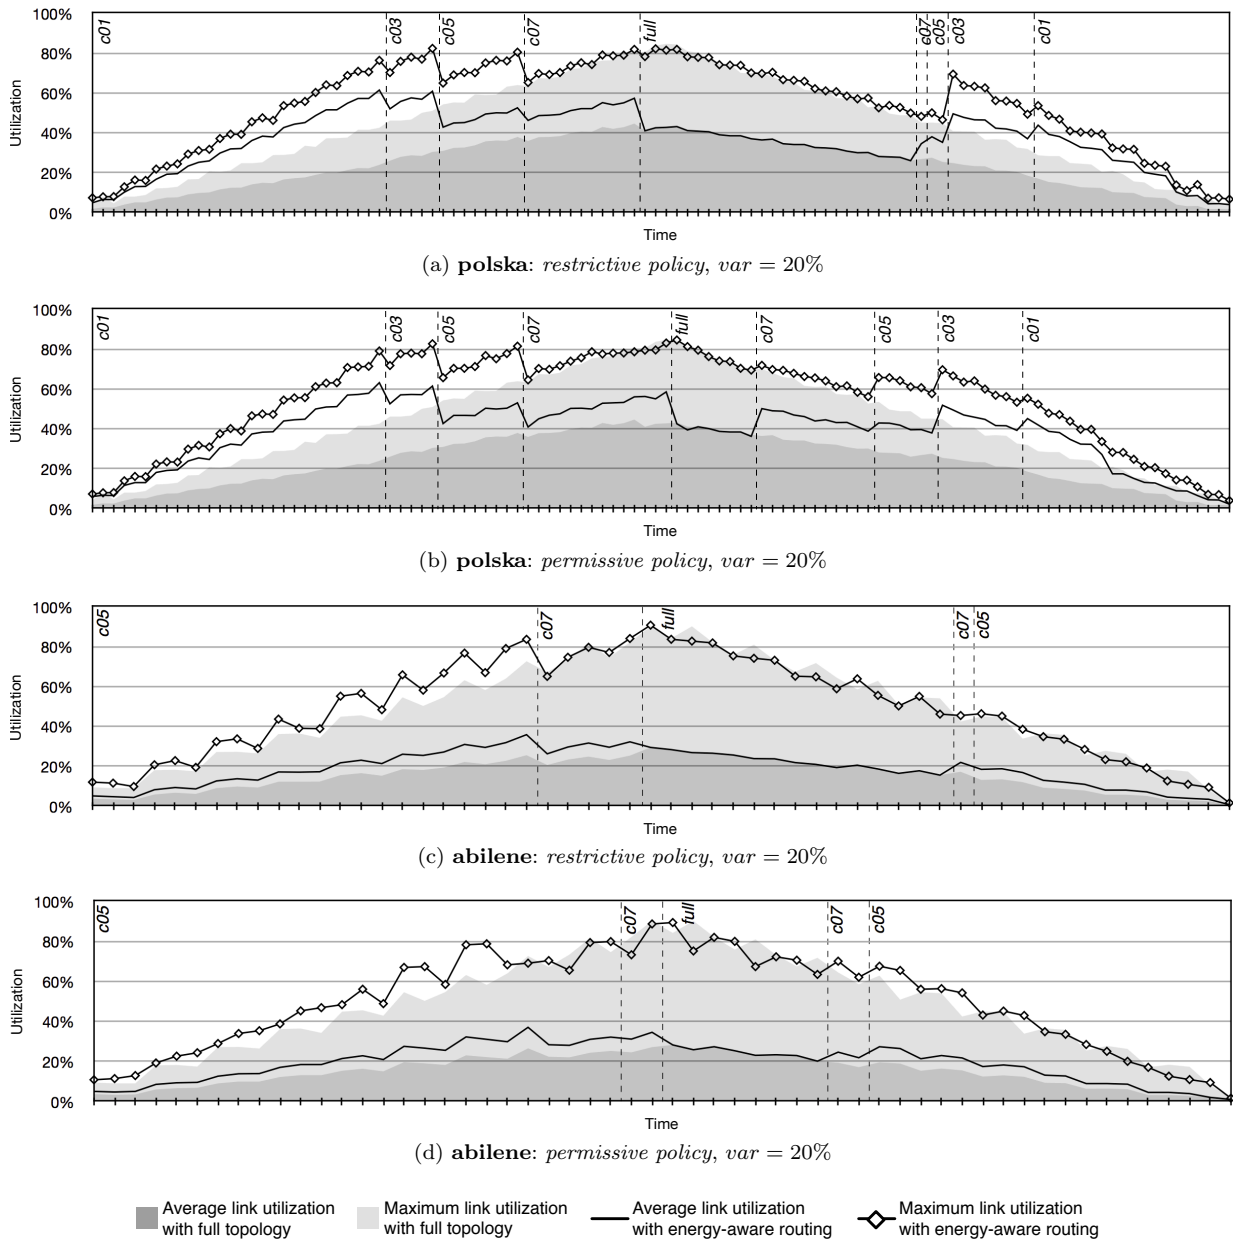 100%
80%
60%
40%
20%
0%
Utilization
c01
c03
c05
c07
full
c07
c05
c03
c01
Time
(a) polska: restrictive policy, var = 20%
100%
80%
60%
40%
20%
0%
Utilization
c01
c03
c05
c07
full
c07
c05
c03
c01
Time
(b) polska: permissive policy, var = 20%
100%
80%
60%
40%
20%
0%
Utilization
c05
c07
full
c07
c05
Time
(c) abilene: restrictive policy, var = 20%
100%
80%
60%
40%
20%
0%
Utilization
c05
c07
full
c07
c05
Time
(d) abilene: permissive policy, var = 20%
Average link utilization
with full topology
Maximum link utilization
with full topology
Average link utilization
with energy-aware routing
Maximum link utilization
with energy-aware routing